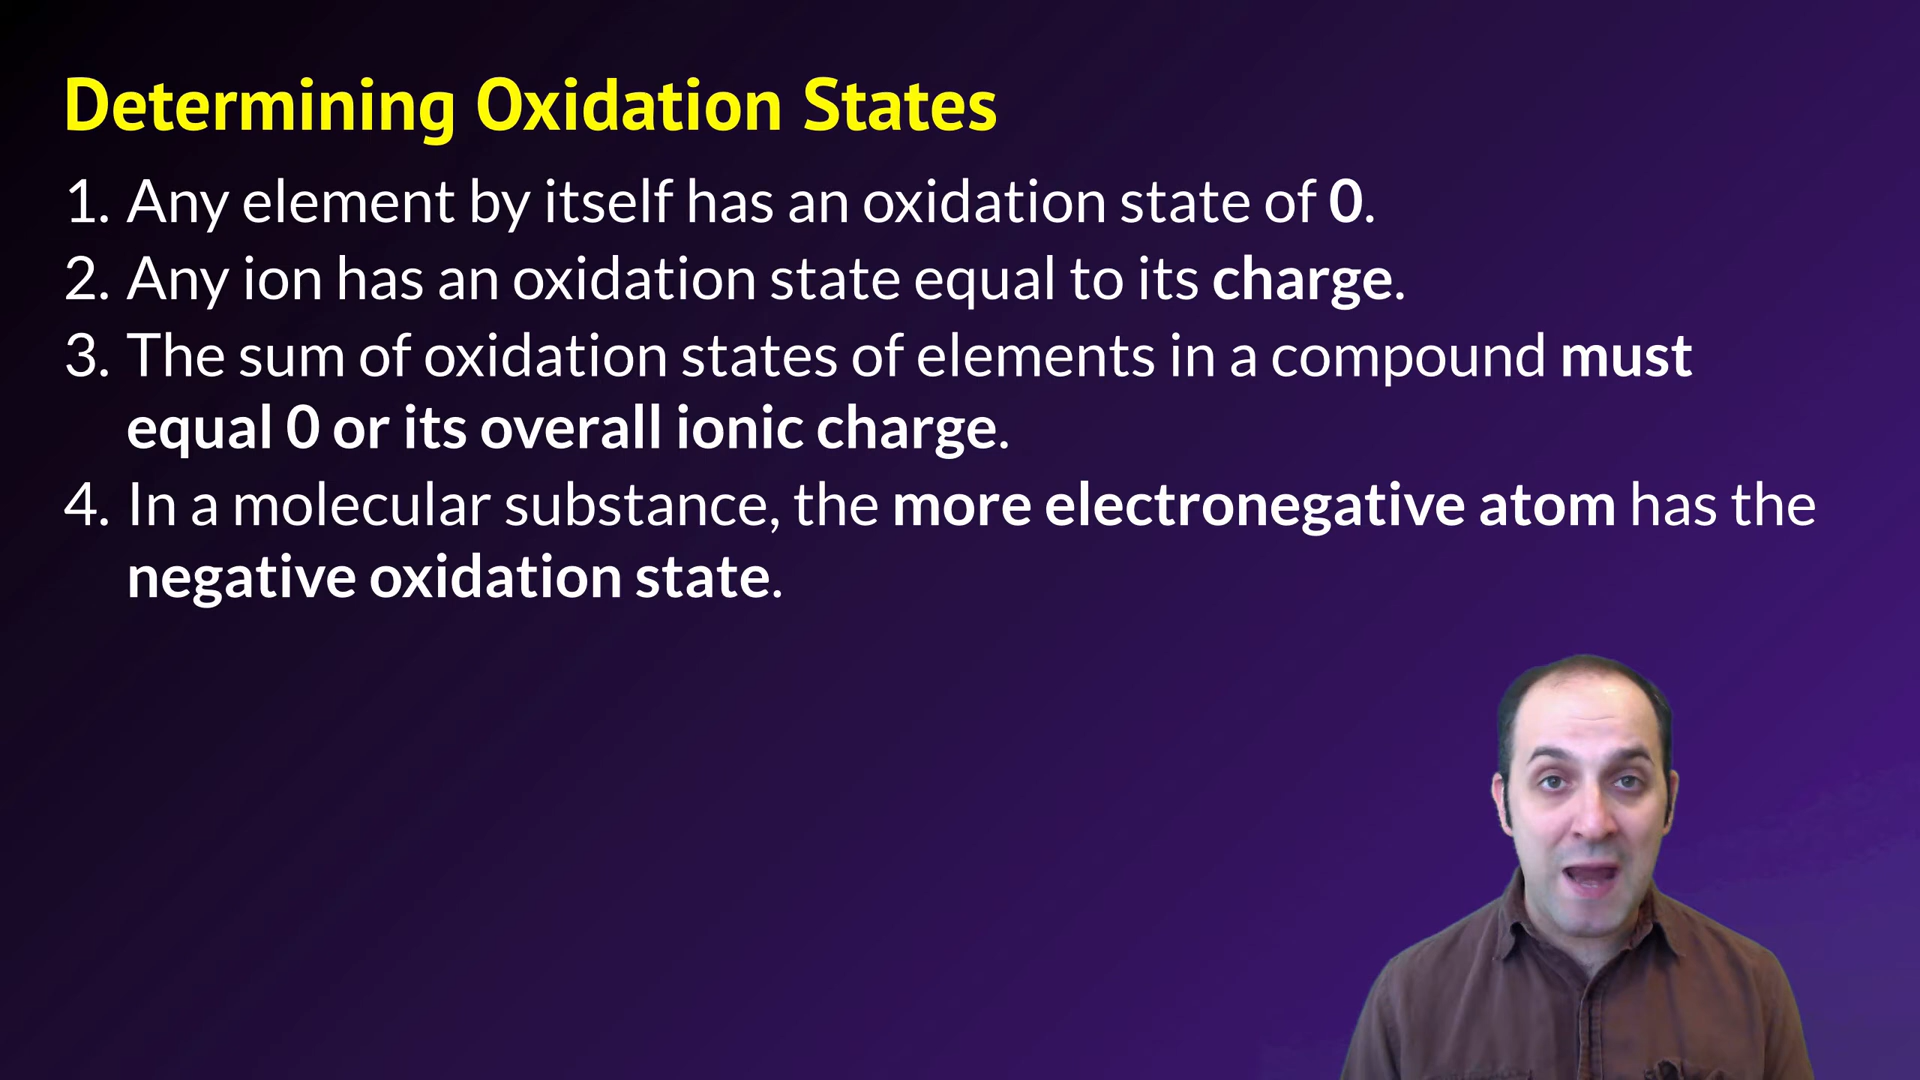 Determining Oxidation States
1. Any element by itself has an oxidation state of 0.
2. Any ion has an oxidation state equal to its charge.
3. The sum of oxidation states of elements in a compound must
equal 0 or its overall ionic charge.
4. In a molecular substance, the more electronegative atom has the
negative oxidation state.